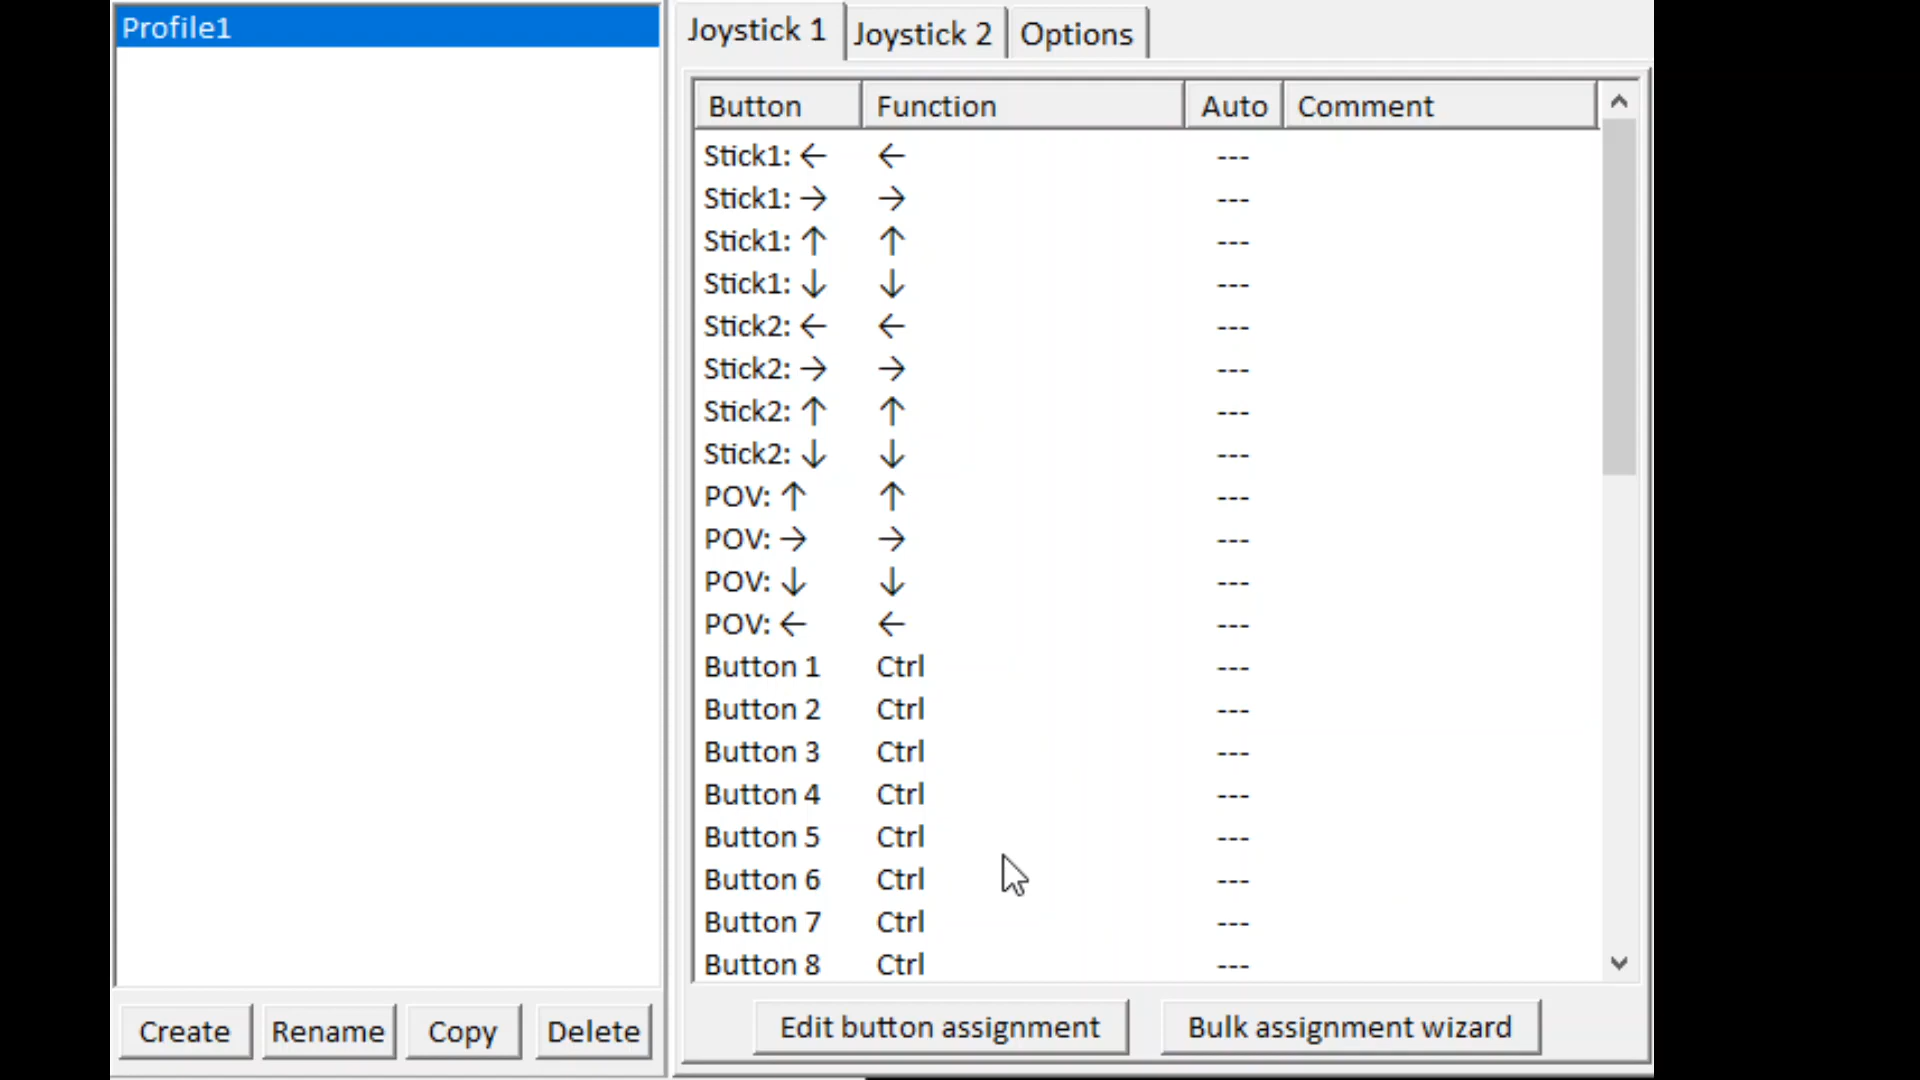 Profile1
Joystick 1 Joystick 2 Options
Button Function Auto Comment
Stick1: ← ← ---
Stick1: → → ---
Stick1: ↑ ↑ ---
Stick1: ↓ ↓ ---
Stick2: ← ← ---
Stick2: → → ---
Stick2: ↑ ↑ ---
Stick2: ↓ ↓ ---
POV: ↑ ↑ ---
POV: → → ---
POV: ↓ ↓ ---
POV: ← ← ---
Button 1 Ctrl ---
Button 2 Ctrl ---
Button 3 Ctrl ---
Button 4 Ctrl ---
Button 5 Ctrl ---
Button 6 Ctrl ---
Button 7 Ctrl ---
Button 8 Ctrl ---
Create Rename Copy Delete
Edit button assignment Bulk assignment wizard